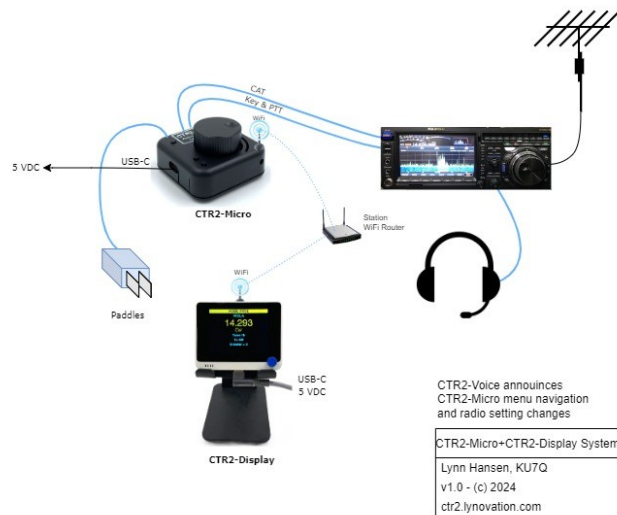 CAT
Key & PTT
WiFi
5 VDC
USB-C
CTR2-Micro
Station
WiFi Router
Paddles
WiFi
14.293
USB-C
5 VDC
CTR2-Display
CTR2-Voice annouinces
CTR2-Micro menu navigation
and radio setting changes
CTR2-Micro+CTR2-Display System
Lynn Hansen, KU7Q
v1.0 - (c) 2024
ctr2.lynovation.com